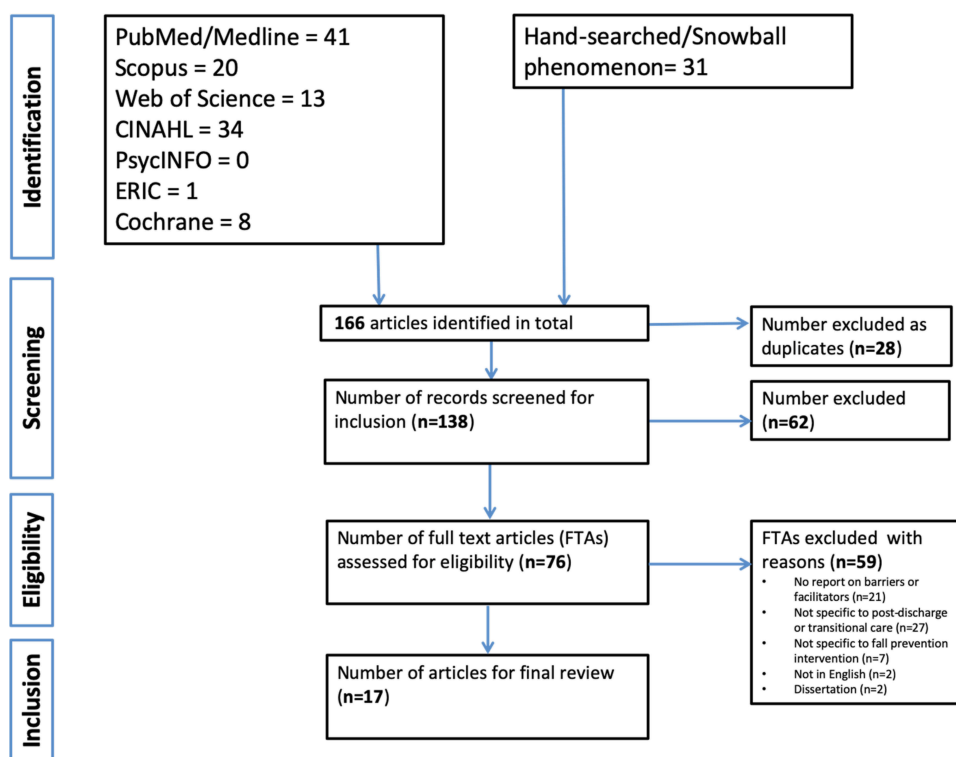 Identification
PubMed/Medline = 41
Scopus = 20
Web of Science = 13
CINAHL = 34
PsycINFO = 0
ERIC = 1
Cochrane = 8
Hand-searched/Snowball
phenomenon= 31
Screening
166 articles identified in total
Number excluded as
duplicates (n=28)
Number of records screened for
inclusion (n=138)
Number excluded
(n=62)
Eligibility
Number of full text articles (FTAs)
assessed for eligibility (n=76)
FTAs excluded with
reasons (n=59)
• No report on barriers or
facilitators (n=21)
• Not specific to post-discharge
or transitional care (n=27)
• Not specific to fall prevention
intervention (n=7)
• Not in English (n=2)
• Dissertation (n=2)
Inclusion
Number of articles for final review
(n=17)